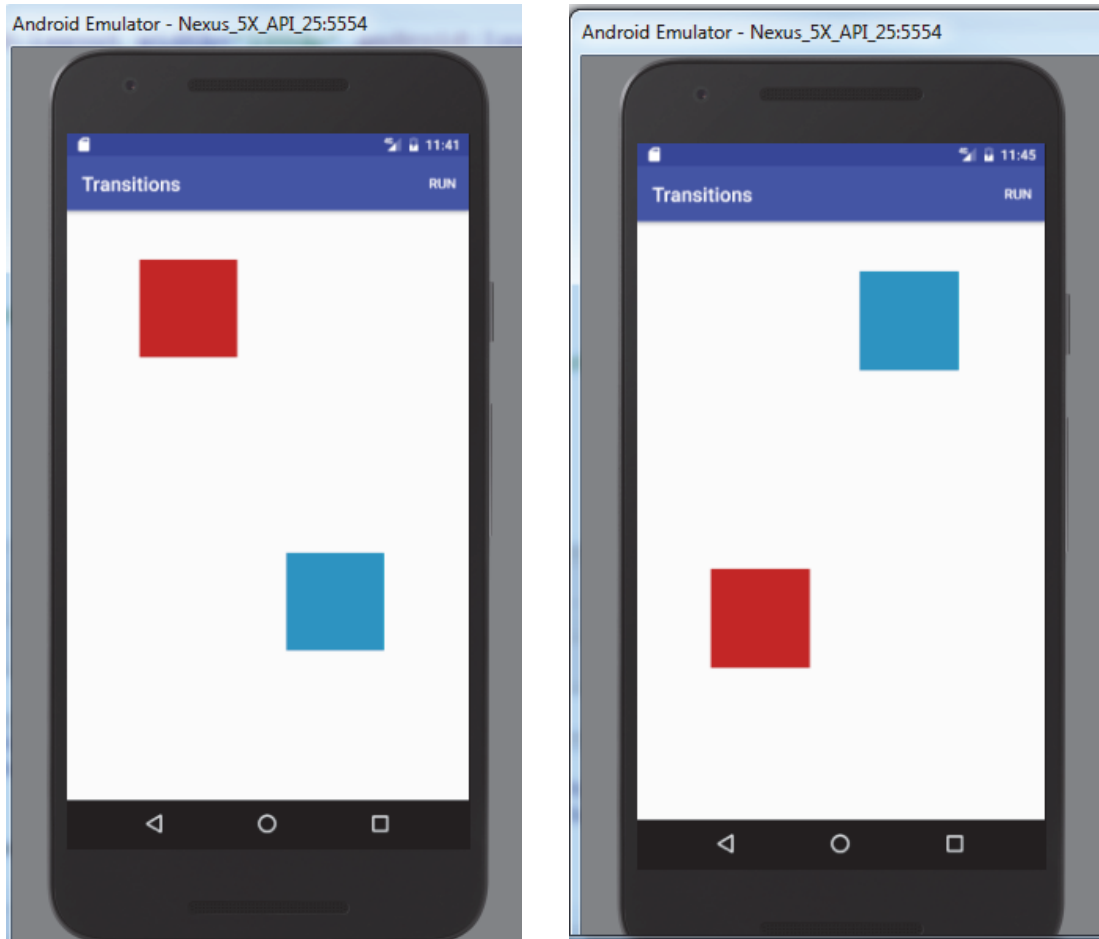 Android Emulator - Nexus_5X_API_25:5554
11:41
Transitions RUN
Android Emulator - Nexus_5X_API_25:5554
11:45
Transitions RUN